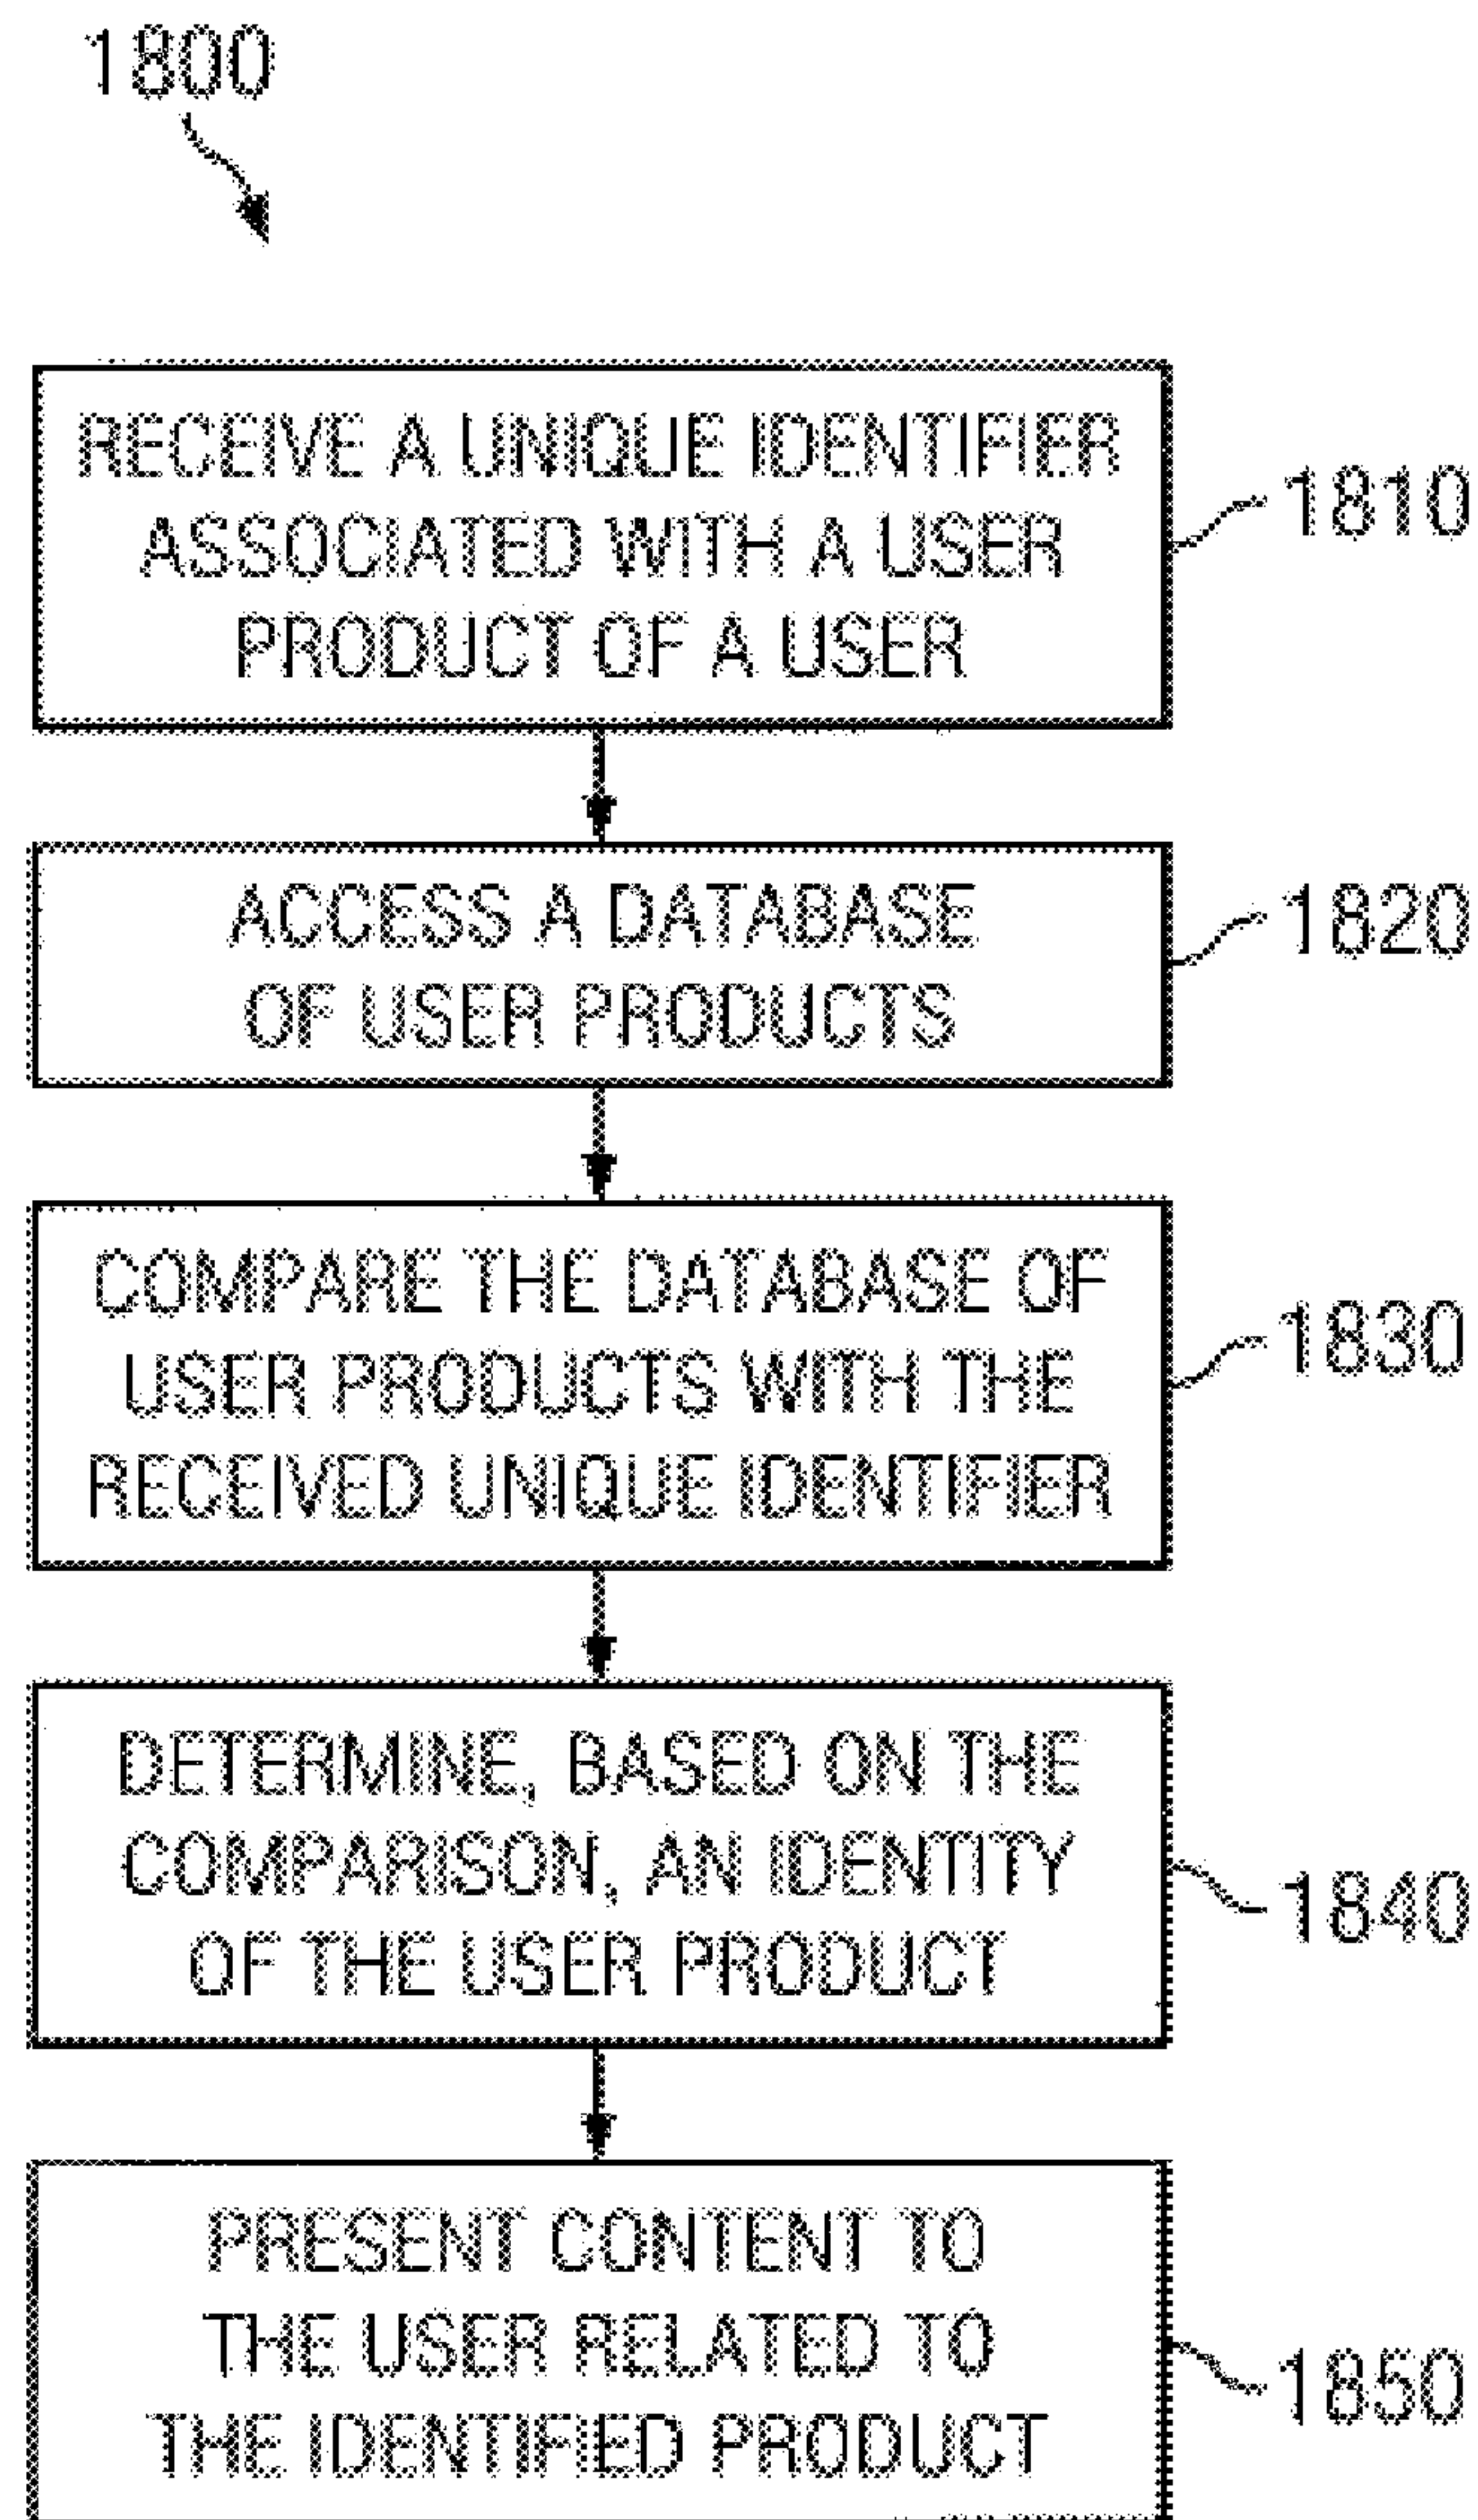 1800
RECEIVE A UNIQUE IDENTIFIER
ASSOCIATED WITH A USER
PRODUCT OF A USER
1810
ACCESS A DATABASE
OF USER PRODUCTS
1820
COMPARE THE DATABASE OF
USER PRODUCTS WITH THE
RECEIVED UNIQUE IDENTIFIER
1830
DETERMINE, BASED ON THE
COMPARISON, AN IDENTITY
OF THE USER PRODUCT
1840
PRESENT CONTENT TO
THE USER RELATED TO
THE IDENTIFIED PRODUCT
1850